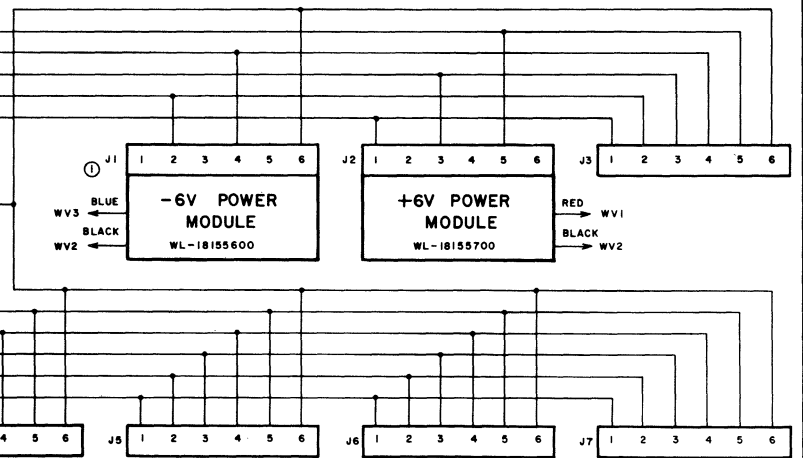 J1 1 2 3 4 5 6
J2 1 2 3 4 5 6
J3 1 2 3 4 5 6
1
BLUE
WV3
BLACK
WV2
-6V POWER
MODULE
WL-18155600
+6V POWER
MODULE
WL-18155700
RED
WV1
BLACK
WV2
4 5 6
J5 1 2 3 4 5 6
J6 1 2 3 4 5 6
J7 1 2 3 4 5 6